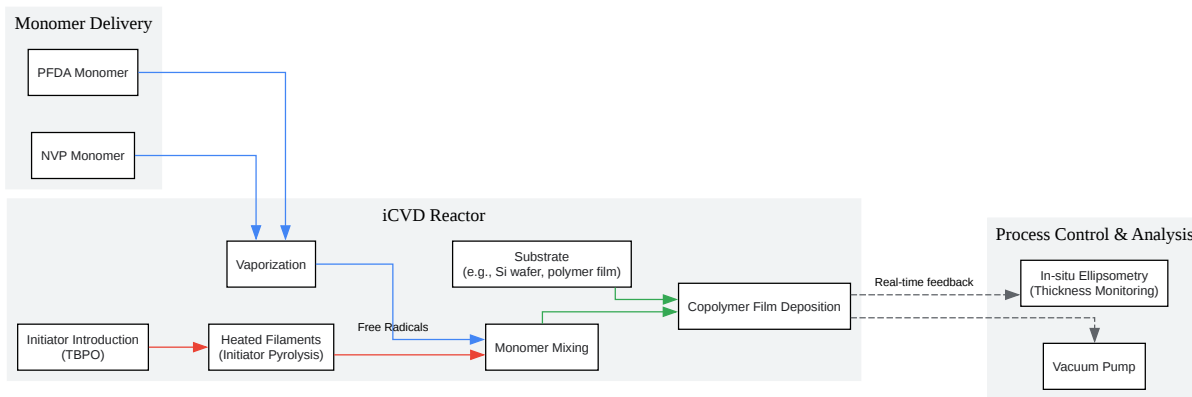 Monomer Delivery
PFDA Monomer
NVP Monomer
iCVD Reactor
Vaporization
Substrate
(e.g., Si wafer, polymer film)
Initiator Introduction
(TBPO)
Heated Filaments
(Initiator Pyrolysis)
Free Radicals
Monomer Mixing
Copolymer Film Deposition
Real-time feedback
Process Control & Analysis
In-situ Ellipsometry
(Thickness Monitoring)
Vacuum Pump